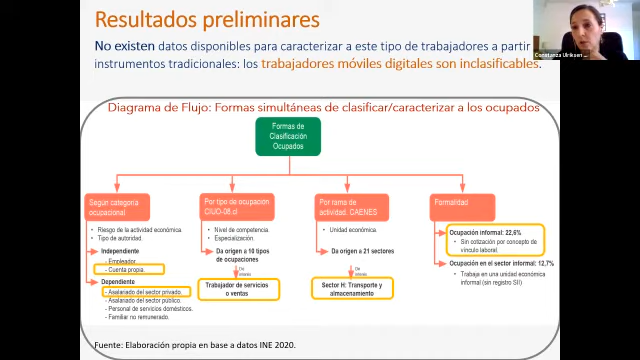 Resultados preliminares
No existen datos disponibles para caracterizar a este tipo de trabajadores a partir
instrumentos tradicionales: los trabajadores móviles digitales son inclasificables.
Constanza Ulriksen
Diagrama de Flujo: Formas simultáneas de clasificar/caracterizar a los ocupados
Formas de
Clasificación
Ocupados
Según categoría
ocupacional
• Riesgo de la actividad económica.
• Tipo de autoridad.
• Independiente
- Empleador
- Cuenta propia.
• Dependiente
- Asalariado del sector privado.
- Asalariado del sector público.
- Personal de servicios domésticos.
- Familiar no remunerado.
Por tipo de ocupación.
CIUO-08.cl
• Nivel de competencia.
• Especialización.
• Da origen a 10 tipos
de ocupaciones
De
interés
Trabajador de servicios
o ventas
Por rama de
actividad. CAENES
• Unidad económica.
• Da origen a 21 sectores
De
interés
Sector H: Transporte y
almacenamiento
Formalidad
• Ocupación informal: 22,6%
• Sin cotización por concepto de
vínculo laboral.
• Ocupación en el sector informal: 12,7%
• Trabaja en una unidad económica
informal (sin registro SII)
Fuente: Elaboración propia en base a datos INE 2020.